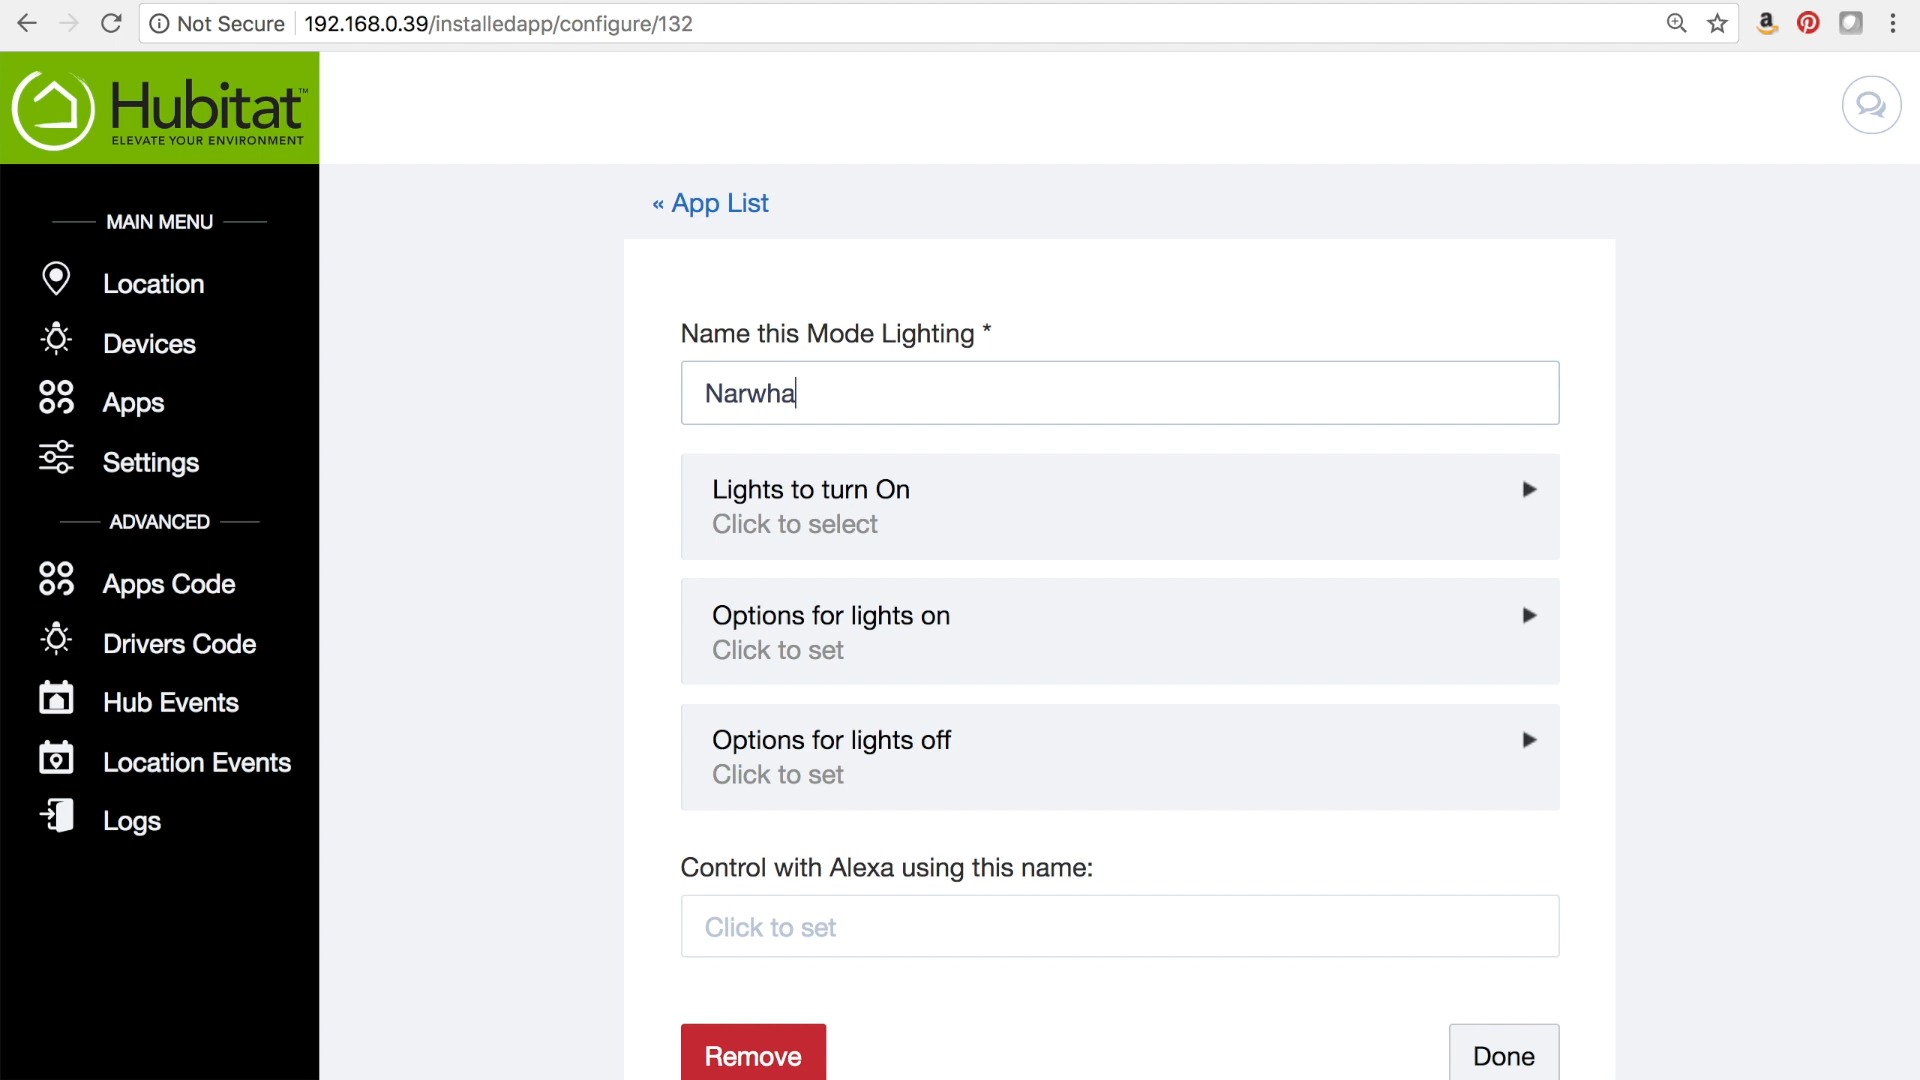 Not Secure 192.168.0.39/installedapp/configure/132
Hubitat™
ELEVATE YOUR ENVIRONMENT
MAIN MENU
Location
Devices
Apps
Settings
ADVANCED
Apps Code
Drivers Code
Hub Events
Location Events
Logs
« App List
Name this Mode Lighting *
Narwha
Lights to turn On
Click to select
Options for lights on
Click to set
Options for lights off
Click to set
Control with Alexa using this name:
Click to set
Remove
Done